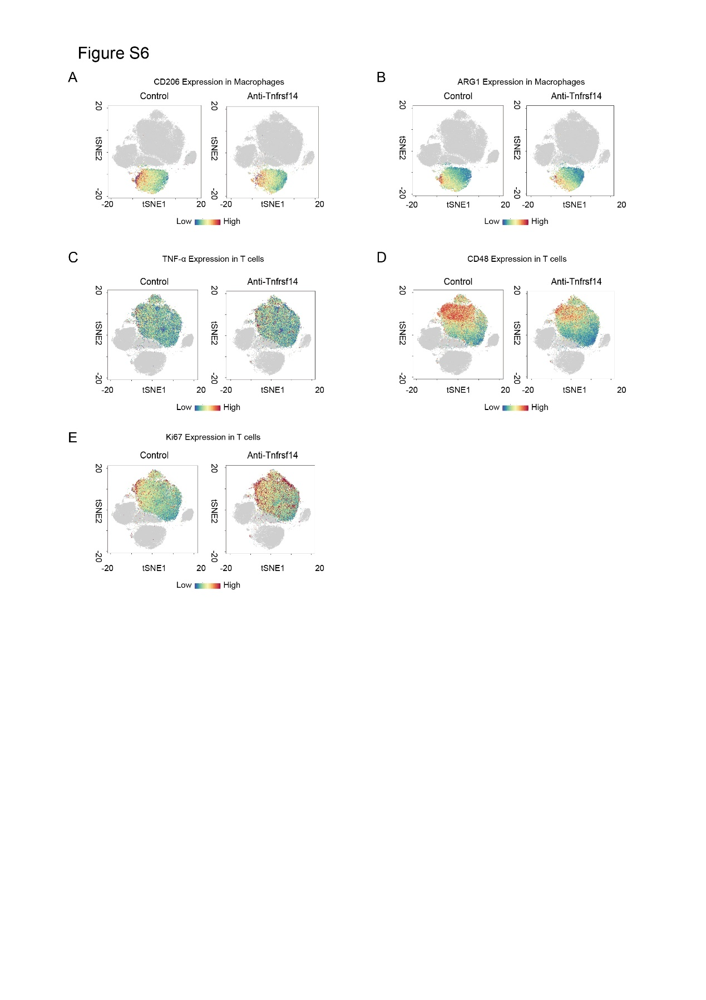 Figure S6
A
CD206 Expression in Macrophages
Control
Anti-Tnfrsf14
20
tSNE2
-20
-20
tSNE1
20
20
tSNE2
-20
tSNE1
20
Low
High
B
ARG1 Expression in Macrophages
Control
Anti-Tnfrsf14
20
tSNE2
-20
-20
tSNE1
20
20
tSNE2
-20
-20
tSNE1
20
Low
High
C
TNF-α Expression in T cells
Control
Anti-Tnfrsf14
20
tSNE2
-20
-20
tSNE1
20
20
tSNE2
-20
-20
tSNE1
20
Low
High
D
CD48 Expression in T cells
Control
Anti-Tnfrsf14
20
tSNE2
-20
-20
tSNE1
20
20
tSNE2
-20
-20
tSNE1
20
Low
High
E
Ki67 Expression in T cells
Control
Anti-Tnfrsf14
20
tSNE2
-20
-20
tSNE1
20
20
tSNE2
-20
-20
tSNE1
20
Low
High